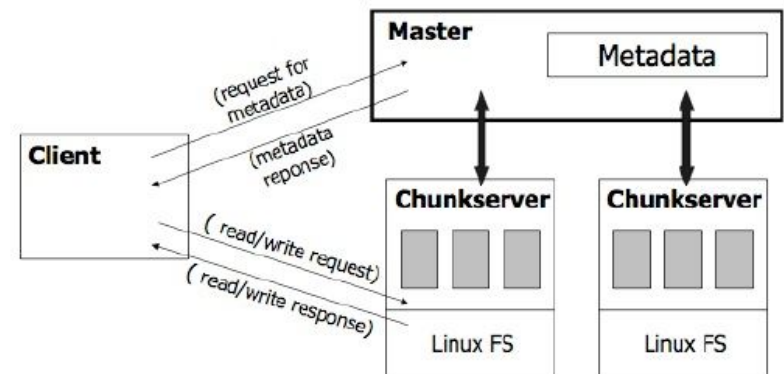 Master
Metadata
(request for
metadata)
(metadata
reponse)
Client
Chunkserver
Chunkserver
( read/write request)
( read/write response)
Linux FS
Linux FS